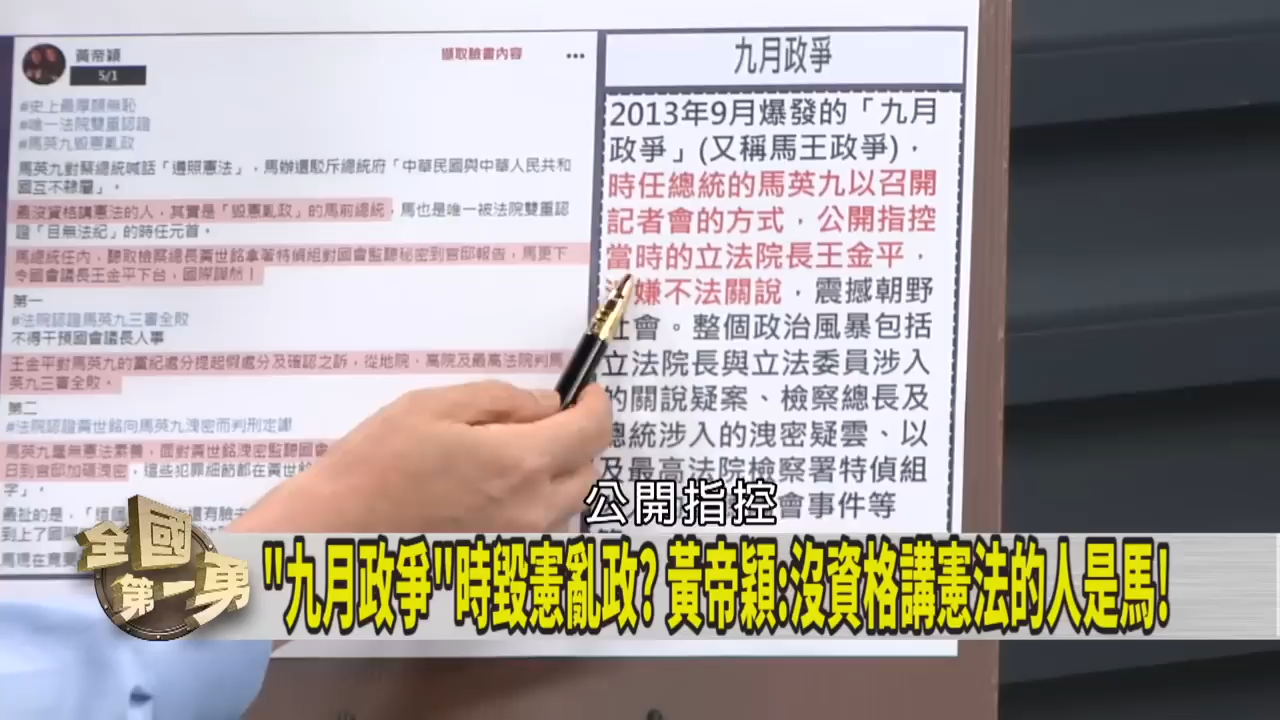 黃帝穎
5/1
擷取臉書內容
#史上最厚顏無恥
#唯一法院雙重認證
#馬英九毀憲亂政
馬英九對蔡總統喊話「遵照憲法」，馬辦還駁斥總統府「中華民國與中華人民共和
國互不隸屬」。
最沒資格講憲法的人，其實是「毀憲亂政」的馬前總統，馬也是唯一被法院雙重認
證「目無法紀」的時任元首。
馬總統任內，聽取檢察總長黃世銘拿著特偵組對國會監聽秘密到官邸報告，馬更下
令國會議長王金平下台，國際譁然！
第一
#法院認證馬英九三審全敗
不得干預國會議長人事
王金平對馬英九的黨紀處分提起假處分及確認之訴，從地院、高院及最高法院判馬
英九三審全敗。
第二
#法院認證黃世銘向馬英九洩密而判刑定讞
馬英九毫無憲法素養，面對黃世銘洩密監聽國會
日到官邸加碼洩密，這些犯罪細節都在黃世銘
字」。
最扯的是，「這個 還有臉
到上了國際
馬現在竟要
九月政爭
2013年9月爆發的「九月
政爭」(又稱馬王政爭)，
時任總統的馬英九以召開
記者會的方式，公開指控
當時的立法院長王金平，
嫌不法關說，震撼朝野
社會。整個政治風暴包括
立法院長與立法委員涉入
的關說疑案、檢察總長及
總統涉入的洩密疑雲、以
及最高法院檢察署特偵組
會事件等
公開指控
全國第一勇
"九月政爭"時毀憲亂政? 黃帝穎:沒資格講憲法的人是馬!